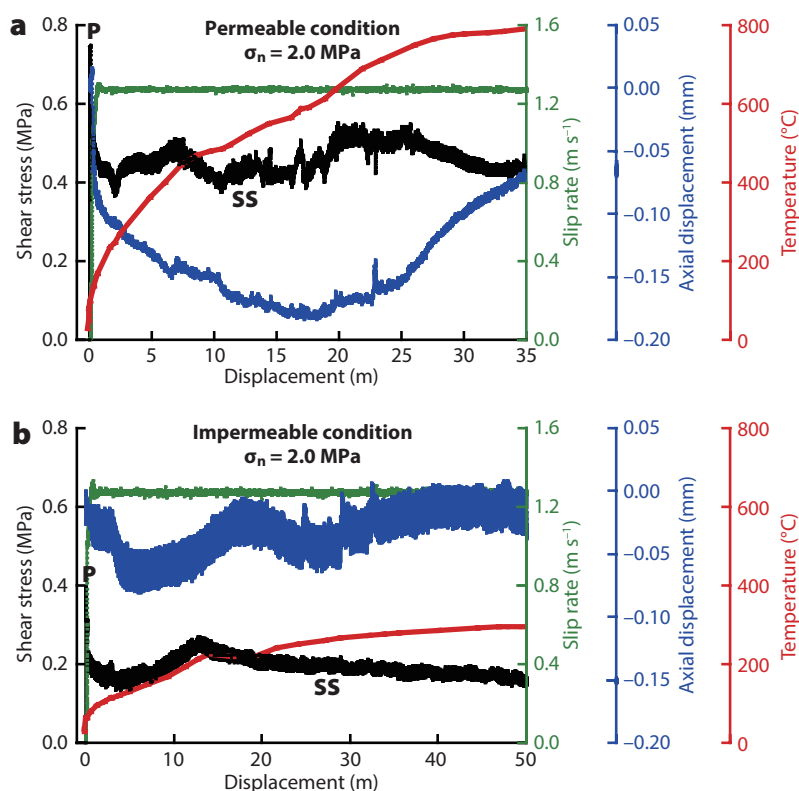 a
Permeable condition
σn = 2.0 MPa
P
SS
0.8
0.6
0.4
0.2
0.0
Shear stress (MPa)
0 5 10 15 20 25 30 35
Displacement (m)
1.6
1.2
0.8
0.4
0.0
Slip rate (m s⁻¹)
0.05
0.00
−0.05
−0.10
−0.15
−0.20
Axial displacement (mm)
800
600
400
200
0
Temperature (°C)
b
Impermeable condition
σn = 2.0 MPa
P
SS
0.8
0.6
0.4
0.2
0.0
Shear stress (MPa)
0 10 20 30 40 50
Displacement (m)
1.6
1.2
0.8
0.4
0.0
Slip rate (m s⁻¹)
0.05
0.00
−0.05
−0.10
−0.15
−0.20
Axial displacement (mm)
800
600
400
200
0
Temperature (°C)